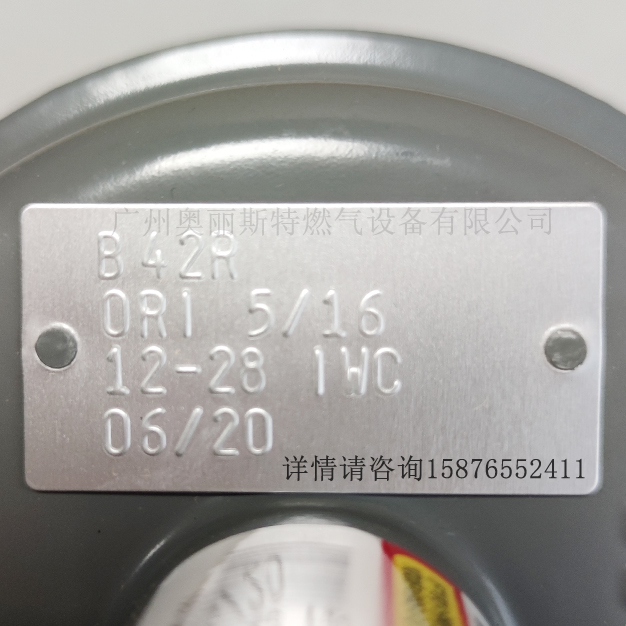 广州奥丽斯特燃气设备有限公司
B42R
ORI 5/16
12-28 IWC
06/20
详情请咨询15876552411